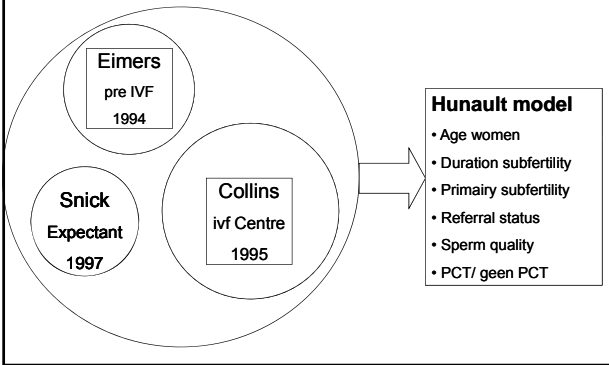 Eimers
pre IVF
1994
Snick
Expectant
1997
Collins
ivf Centre
1995
Hunault model
• Age women
• Duration subfertility
• Primairy subfertility
• Referral status
• Sperm quality
• PCT/ geen PCT